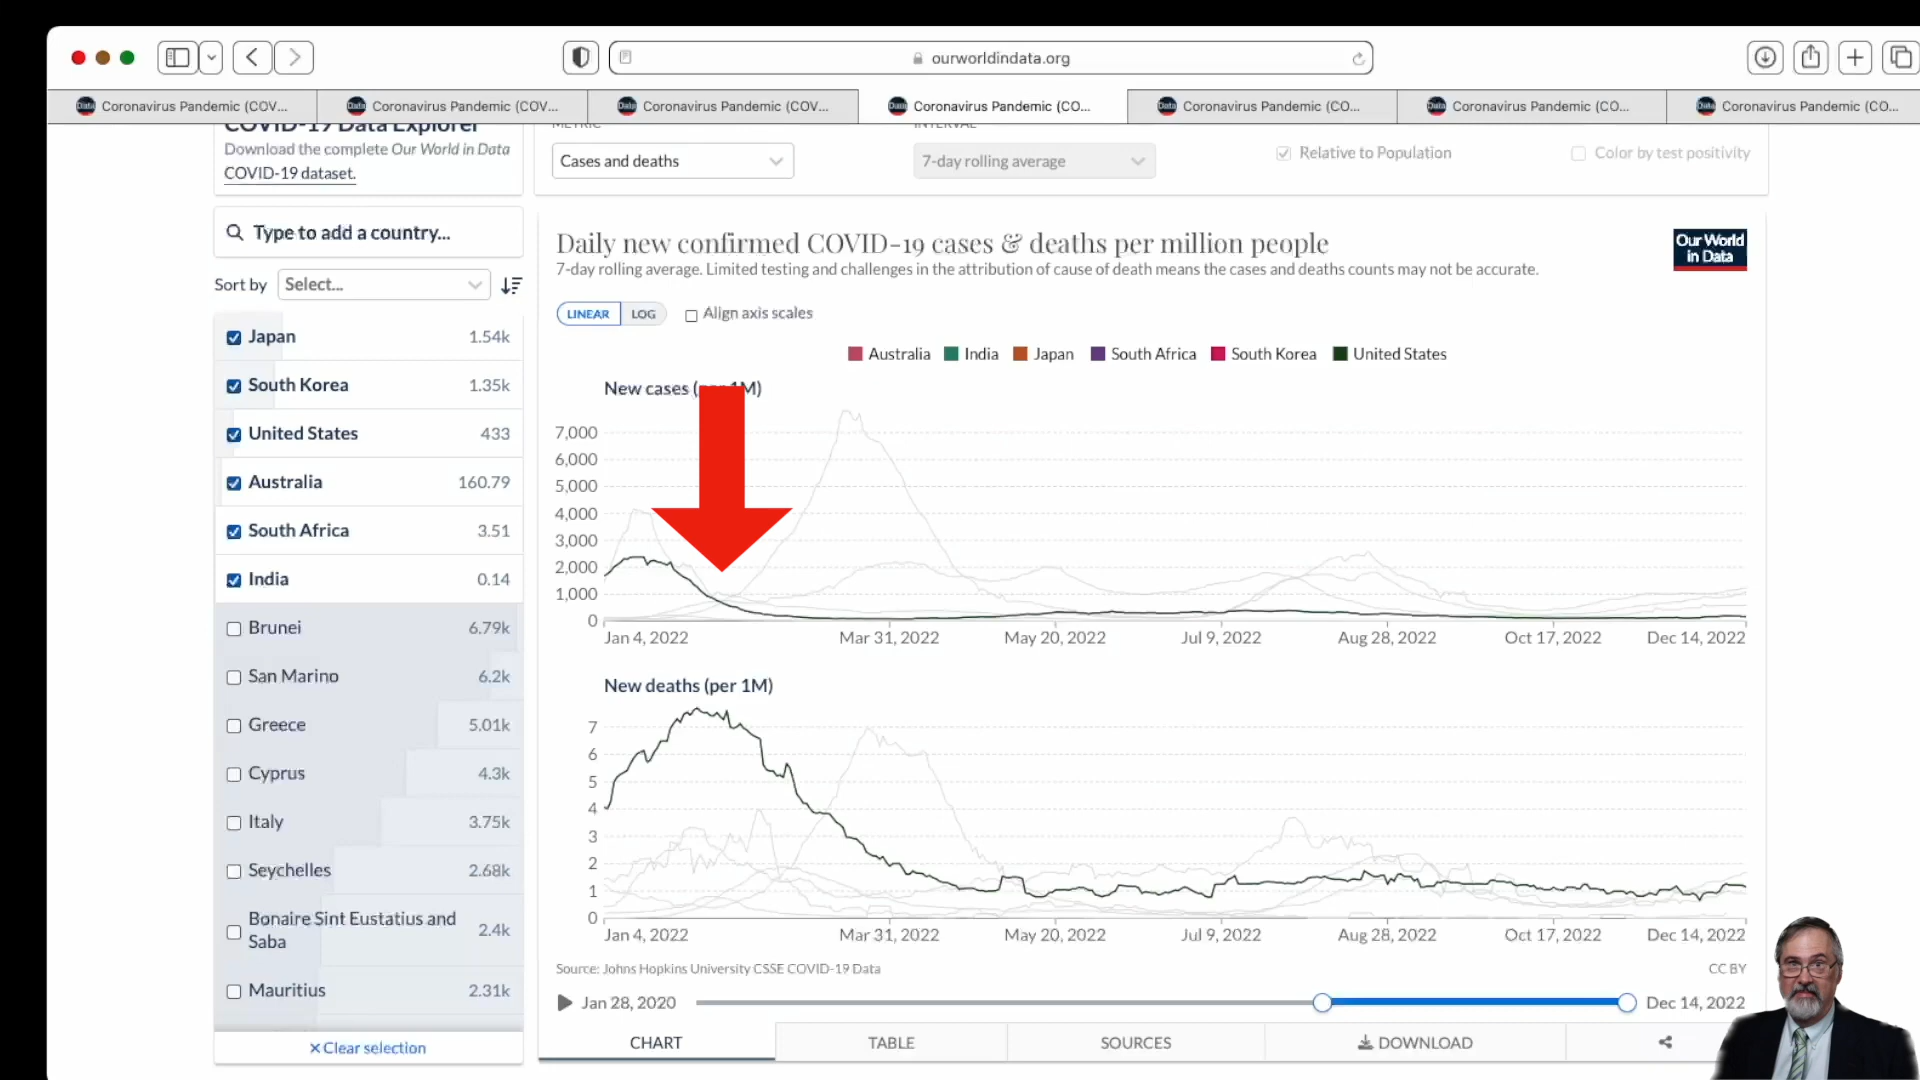 ourworldindata.org
Coronavirus Pandemic (COV...
Coronavirus Pandemic (COV...
Coronavirus Pandemic (COV...
Coronavirus Pandemic (CO...
Coronavirus Pandemic (CO...
Coronavirus Pandemic (CO...
Coronavirus Pandemic (CO...
COVID-19 Data Explorer
Download the complete Our World in Data
COVID-19 dataset.
METRIC
Cases and deaths
INTERVAL
7-day rolling average
Relative to Population
Color by test positivity
Type to add a country...
Sort by Select...
Japan 1.54k
South Korea 1.35k
United States 433
Australia 160.79
South Africa 3.51
India 0.14
Brunei 6.79k
San Marino 6.2k
Greece 5.01k
Cyprus 4.3k
Italy 3.75k
Seychelles 2.68k
Bonaire Sint Eustatius and
Saba 2.4k
Mauritius 2.31k
×Clear selection
Daily new confirmed COVID-19 cases & deaths per million people
7-day rolling average. Limited testing and challenges in the attribution of cause of death means the cases and deaths counts may not be accurate.
Our World
in Data
LINEAR LOG Align axis scales
Australia India Japan South Africa South Korea United States
New cases (per 1M)
7,000
6,000
5,000
4,000
3,000
2,000
1,000
0
Jan 4, 2022 Mar 31, 2022 May 20, 2022 Jul 9, 2022 Aug 28, 2022 Oct 17, 2022 Dec 14, 2022
New deaths (per 1M)
7
6
5
4
3
2
1
0
Jan 4, 2022 Mar 31, 2022 May 20, 2022 Jul 9, 2022 Aug 28, 2022 Oct 17, 2022 Dec 14, 2022
Source: Johns Hopkins University CSSE COVID-19 Data
CC BY
Jan 28, 2020 Dec 14, 2022
CHART TABLE SOURCES DOWNLOAD